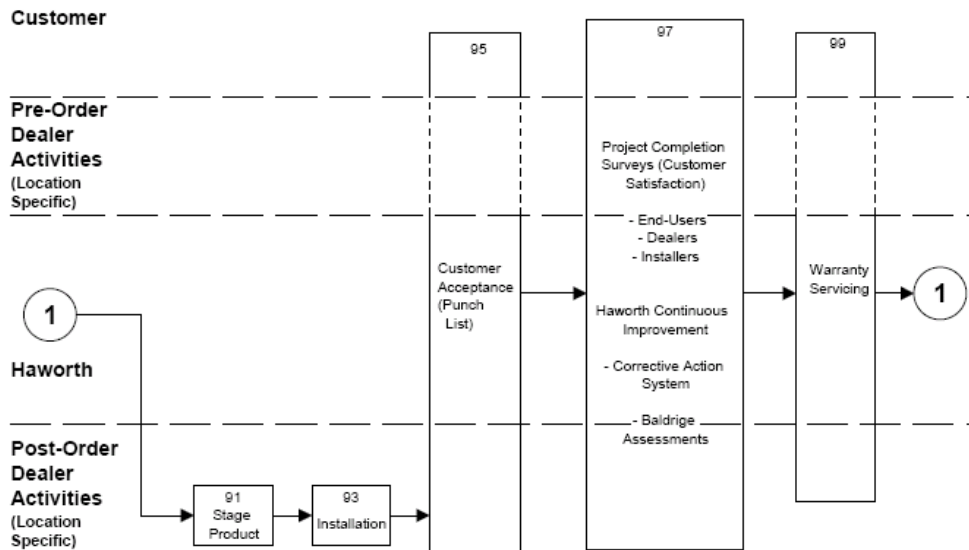 Customer
Pre-Order
Dealer
Activities
(Location
Specific)
Haworth
Post-Order
Dealer
Activities
(Location
Specific)
1
91
Stage
Product
93
Installation
95
Customer
Acceptance
(Punch
List)
97
Project Completion
Surveys (Customer
Satisfaction)
- End-Users
- Dealers
- Installers
Haworth Continuous
Improvement
- Corrective Action
System
- Baldrige
Assessments
99
Warranty
Servicing
1